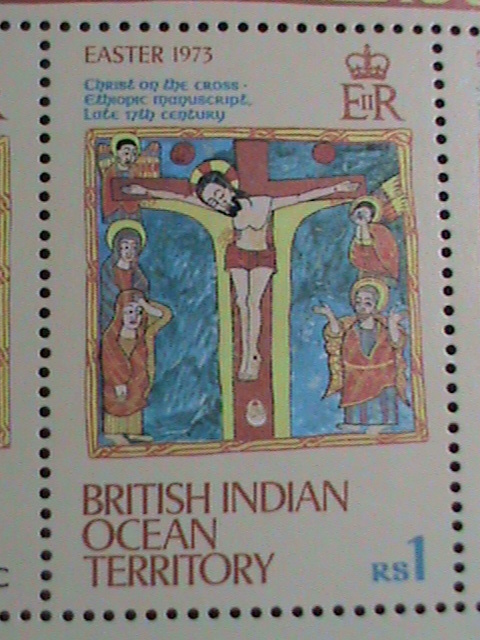 EASTER 1973
Christ on the cross.
Ethiopic manuscript,
Late 17th century
EIIR
BRITISH INDIAN
OCEAN
TERRITORY
RS1
C